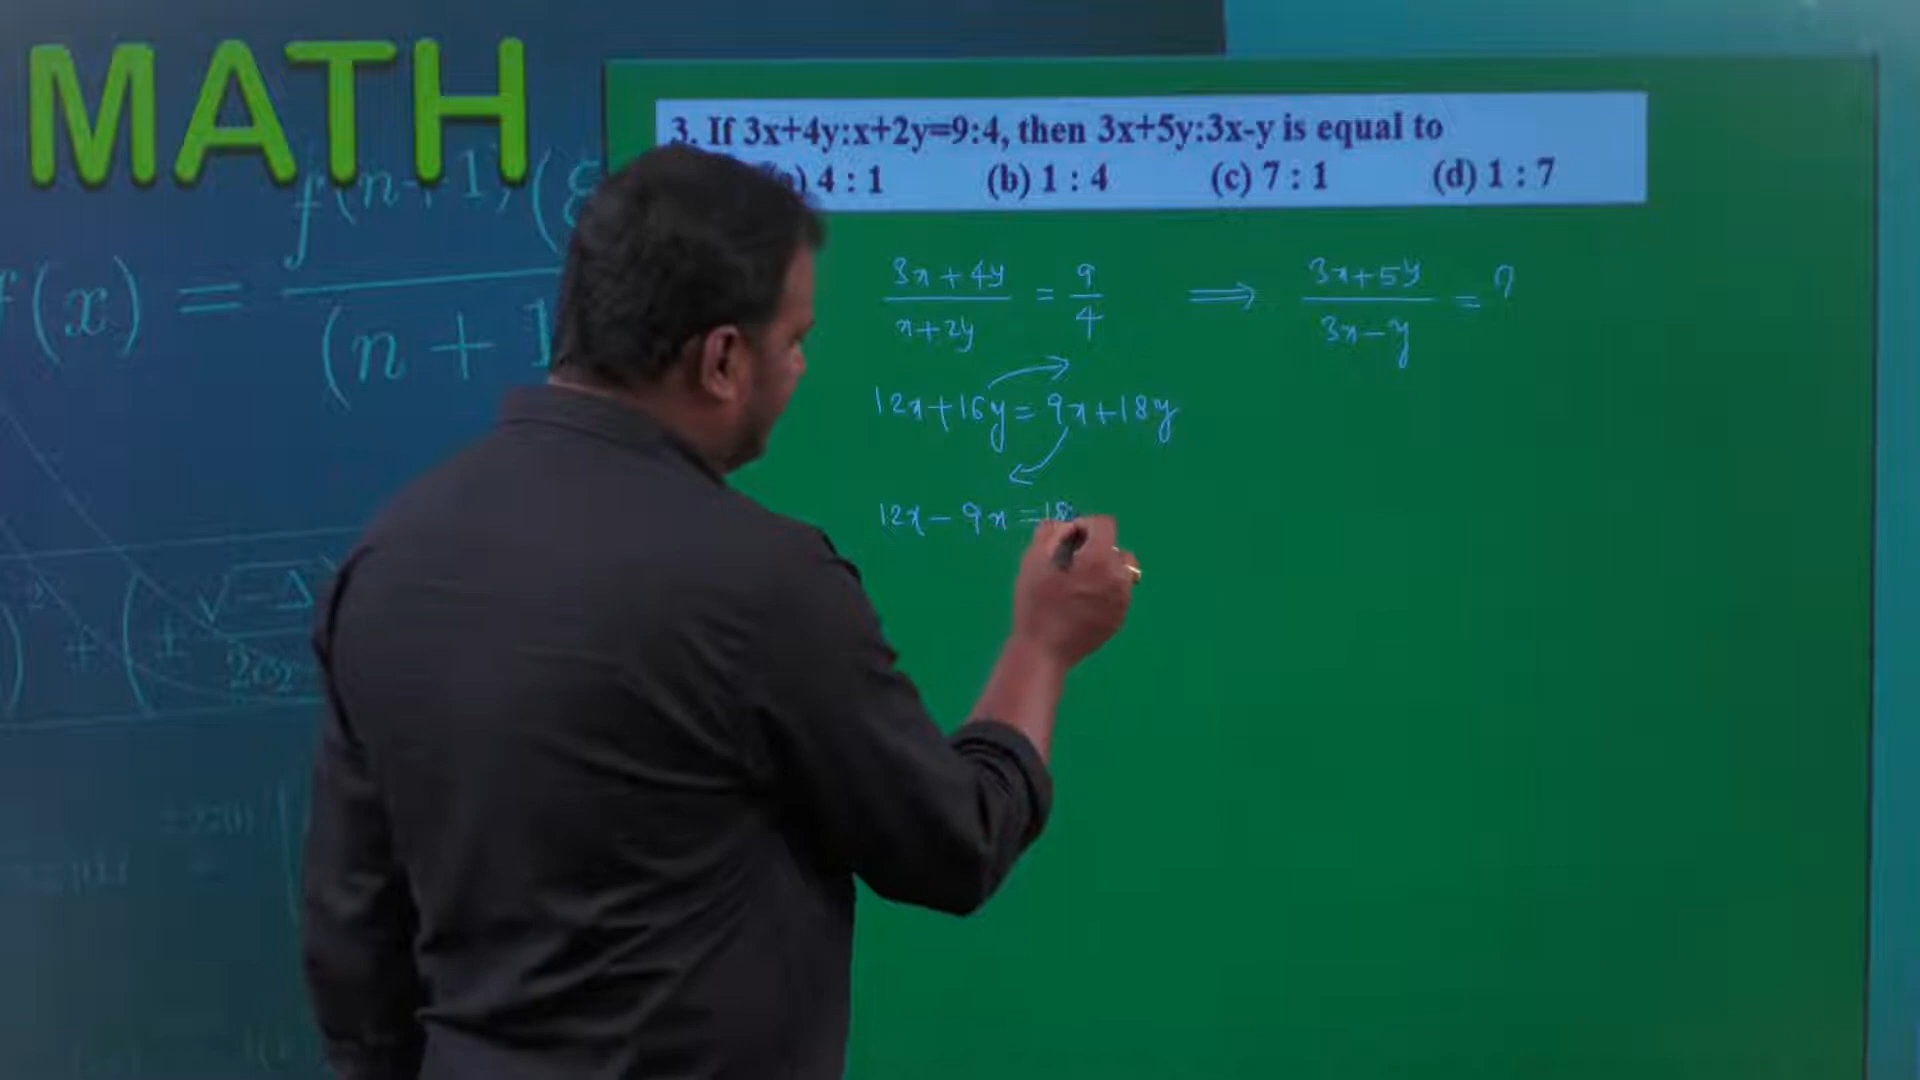 MATH
3. If 3x+4y:x+2y=9:4, then 3x+5y:3x-y is equal to
4 : 1 (b) 1 : 4 (c) 7 : 1 (d) 1 : 7
3x+4y/x+2y = 9/4 ⟹ 3x+5y/3x-y = ?
12x+16y = 9x+18y
12x - 9x = 18
f(x) =
(n+1